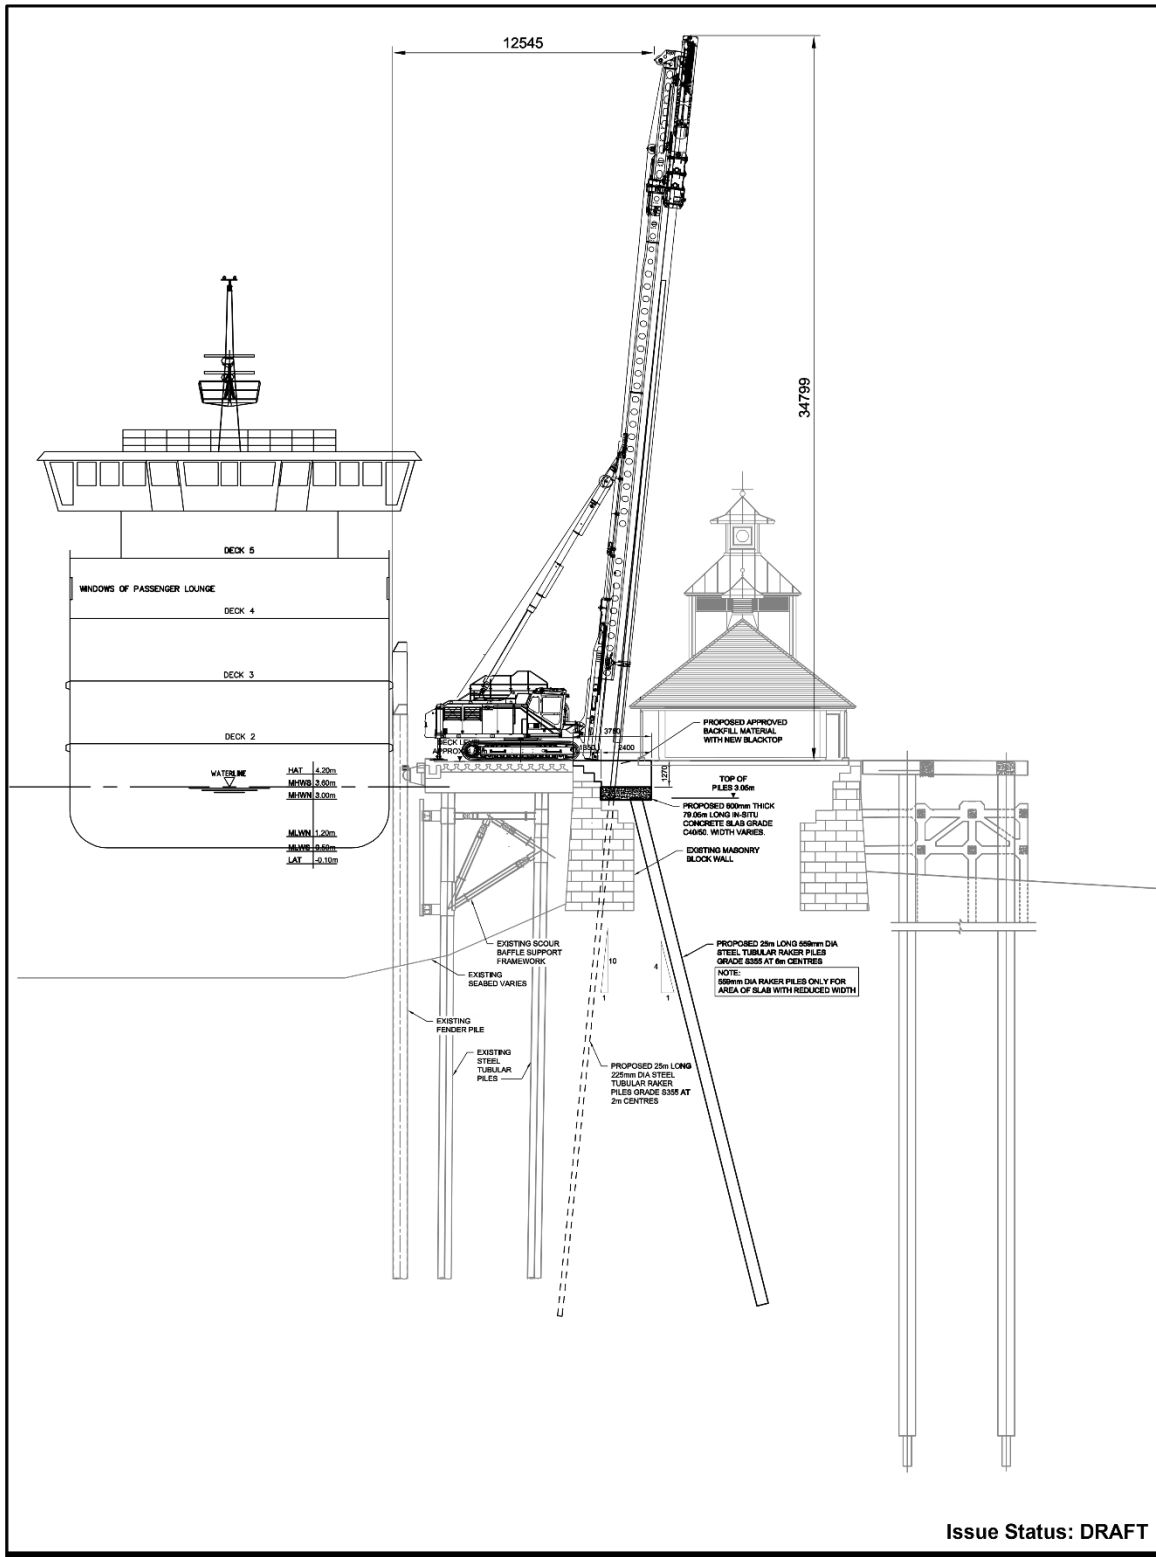 12545
34799
DECK 5
WINDOWS OF PASSENGER LOUNGE
DECK 4
DECK 3
DECK 2
WATERLINE
HAT 4.20m
MHWS 3.60m
MHWN 3.00m
MLWN 1.20m
MLWS 0.50m
LAT -0.10m
3750
1350
2400
1270
PROPOSED APPROVED
BACKFILL MATERIAL
WITH NEW BLACKTOP
TOP OF
PILES 3.05m
PROPOSED 600mm THICK
79.05m LONG IN-SITU
CONCRETE SLAB GRADE
C40/50. WIDTH VARIES.
EXISTING MASONRY
BLOCK WALL
EXISTING SCOUR
BAFFLE SUPPORT
FRAMEWORK
EXISTING
SEABED VARIES
10
1
4
1
PROPOSED 25m LONG 559mm DIA
STEEL TUBULAR RAKER PILES
GRADE S355 AT 6m CENTRES
NOTE:
559mm DIA RAKER PILES ONLY FOR
AREA OF SLAB WITH REDUCED WIDTH
EXISTING
FENDER PILE
EXISTING
STEEL
TUBULAR
PILES
PROPOSED 25m LONG
225mm DIA STEEL
TUBULAR RAKER
PILES GRADE S355 AT
2m CENTRES
Issue Status: DRAFT